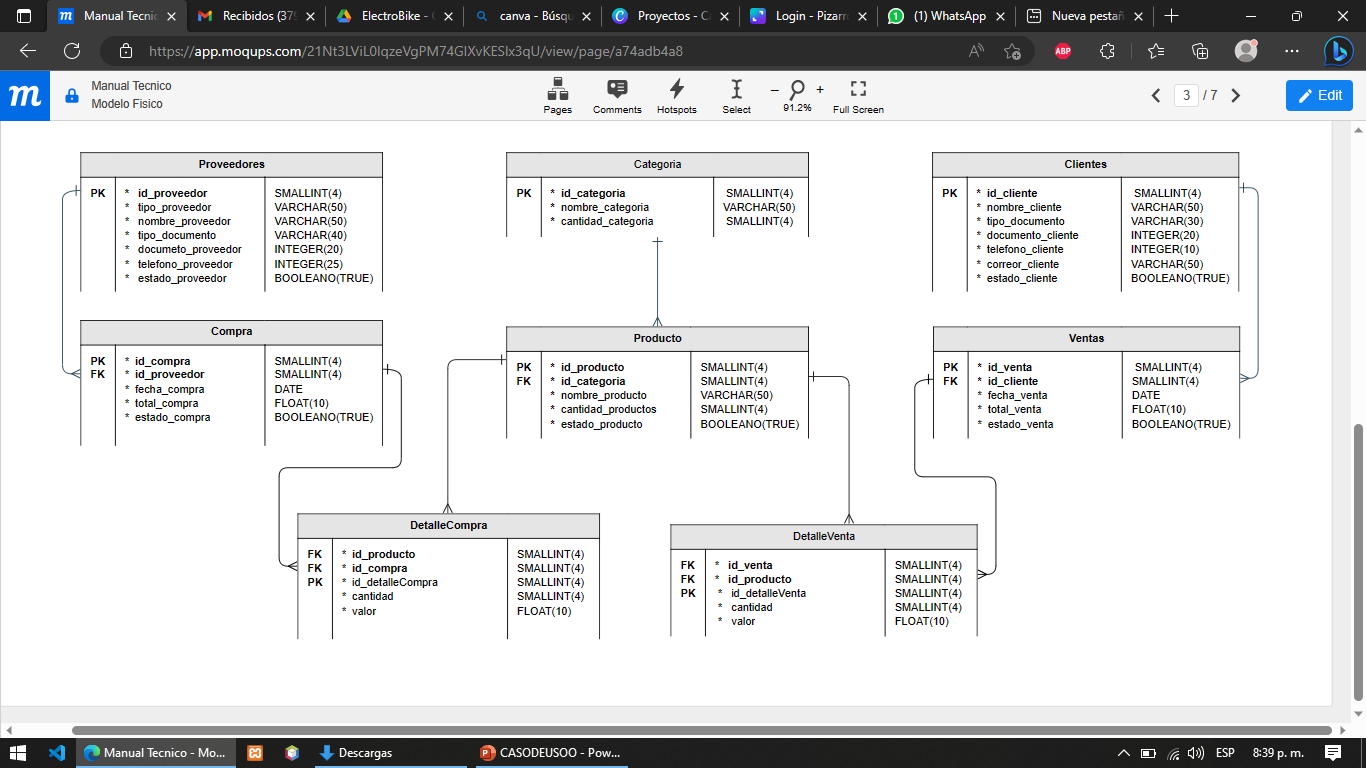 Manual Tecnic
Recibidos (375
ElectroBike -
canva - Búsqu
Proyectos - C
Login - Pizarr
(1) WhatsApp
Nueva pestañ
https://app.moqups.com/21Nt3LViL0IqzeVgPM74GlXvKESIx3qU/view/page/a74adb4a8
ABP
m
Manual Tecnico
Modelo Fisico
Pages
Comments
Hotspots
Select
91.2%
Full Screen
3 / 7
Edit
Proveedores
PK * id_proveedor SMALLINT(4)
* tipo_proveedor VARCHAR(50)
* nombre_proveedor VARCHAR(50)
* tipo_documento VARCHAR(40)
* documeto_proveedor INTEGER(20)
* telefono_proveedor INTEGER(25)
* estado_proveedor BOOLEANO(TRUE)
Categoria
PK * id_categoria SMALLINT(4)
* nombre_categoria VARCHAR(50)
* cantidad_categoria SMALLINT(4)
Clientes
PK * id_cliente SMALLINT(4)
* nombre_cliente VARCHAR(50)
* tipo_documento VARCHAR(30)
* documento_cliente INTEGER(20)
* telefono_cliente INTEGER(10)
* correor_cliente VARCHAR(50)
* estado_cliente BOOLEANO(TRUE)
Compra
PK * id_compra SMALLINT(4)
FK * id_proveedor SMALLINT(4)
* fecha_compra DATE
* total_compra FLOAT(10)
* estado_compra BOOLEANO(TRUE)
Producto
PK * id_producto SMALLINT(4)
FK * id_categoria SMALLINT(4)
* nombre_producto VARCHAR(50)
* cantidad_productos SMALLINT(4)
* estado_producto BOOLEANO(TRUE)
Ventas
PK * id_venta SMALLINT(4)
FK * id_cliente SMALLINT(4)
* fecha_venta DATE
* total_venta FLOAT(10)
* estado_venta BOOLEANO(TRUE)
DetalleCompra
FK * id_producto SMALLINT(4)
FK * id_compra SMALLINT(4)
PK * id_detalleCompra SMALLINT(4)
* cantidad SMALLINT(4)
* valor FLOAT(10)
DetalleVenta
FK * id_venta SMALLINT(4)
FK * id_producto SMALLINT(4)
PK * id_detalleVenta SMALLINT(4)
* cantidad SMALLINT(4)
* valor FLOAT(10)
Manual Tecnico - Mo...
Descargas
CASODEUSOO - Pow...
ESP
8:39 p. m.